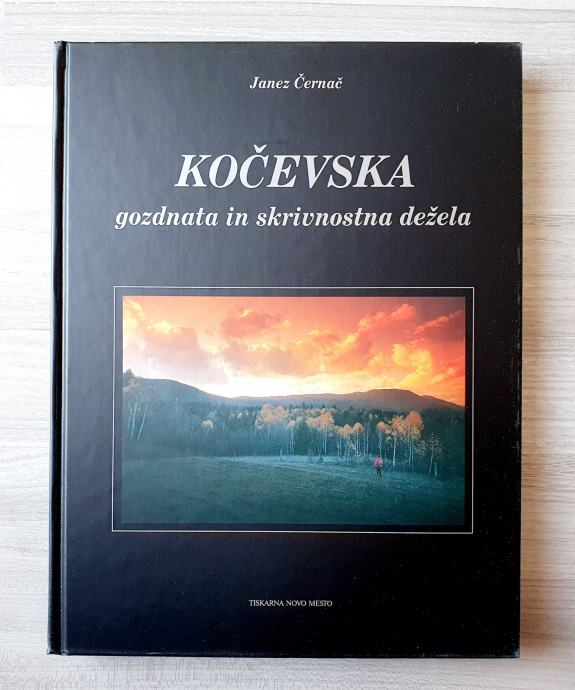 Janez Černač
KOČEVSKA
gozdnata in skrivnostna dežela
TISKARNA NOVO MESTO